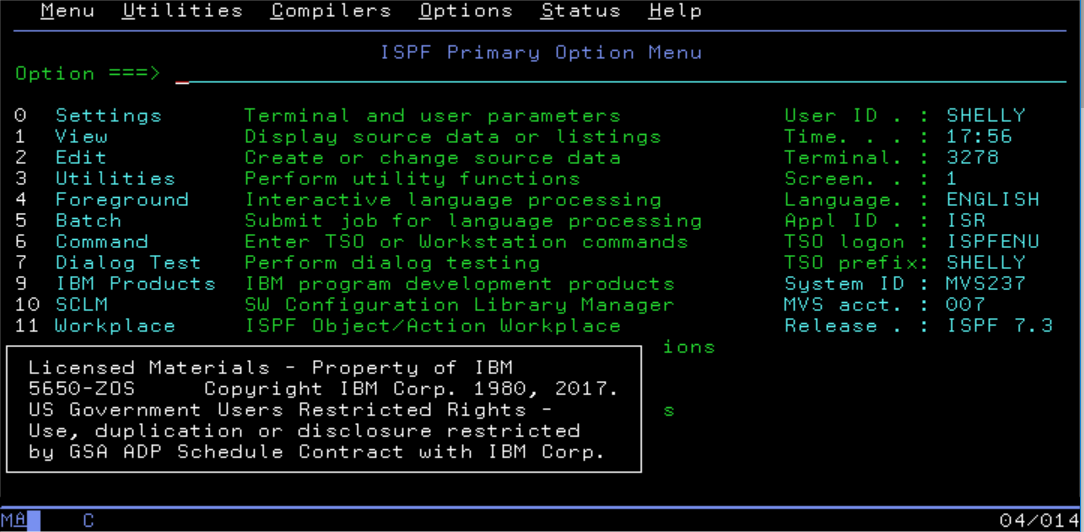 Menu Utilities Compilers Options Status Help
ISPF Primary Option Menu
Option ===>
0 Settings Terminal and user parameters User ID . : SHELLY
1 View Display source data or listings Time. . . : 17:56
2 Edit Create or change source data Terminal. : 3278
3 Utilities Perform utility functions Screen. . : 1
4 Foreground Interactive language processing Language. : ENGLISH
5 Batch Submit job for language processing Appl ID . : ISR
6 Command Enter TSO or Workstation commands TSO logon : ISPFENU
7 Dialog Test Perform dialog testing TSO prefix: SHELLY
9 IBM Products IBM program development products System ID : MVS237
10 SCLM SW Configuration Library Manager MVS acct. : 007
11 Workplace ISPF Object/Action Workplace Release . : ISPF 7.3
ions
Licensed Materials - Property of IBM
5650-ZOS Copyright IBM Corp. 1980, 2017.
US Government Users Restricted Rights - s
Use, duplication or disclosure restricted
by GSA ADP Schedule Contract with IBM Corp.
MA C 04/014